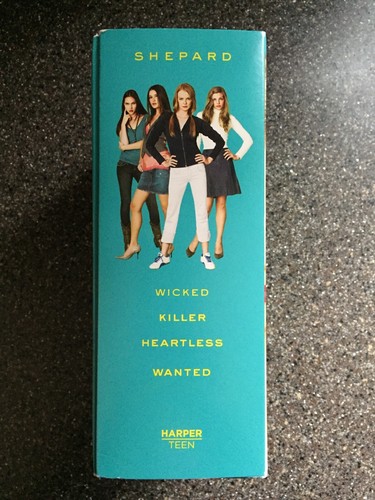 SHEPARD
WICKED
KILLER
HEARTLESS
WANTED
HARPER
TEEN